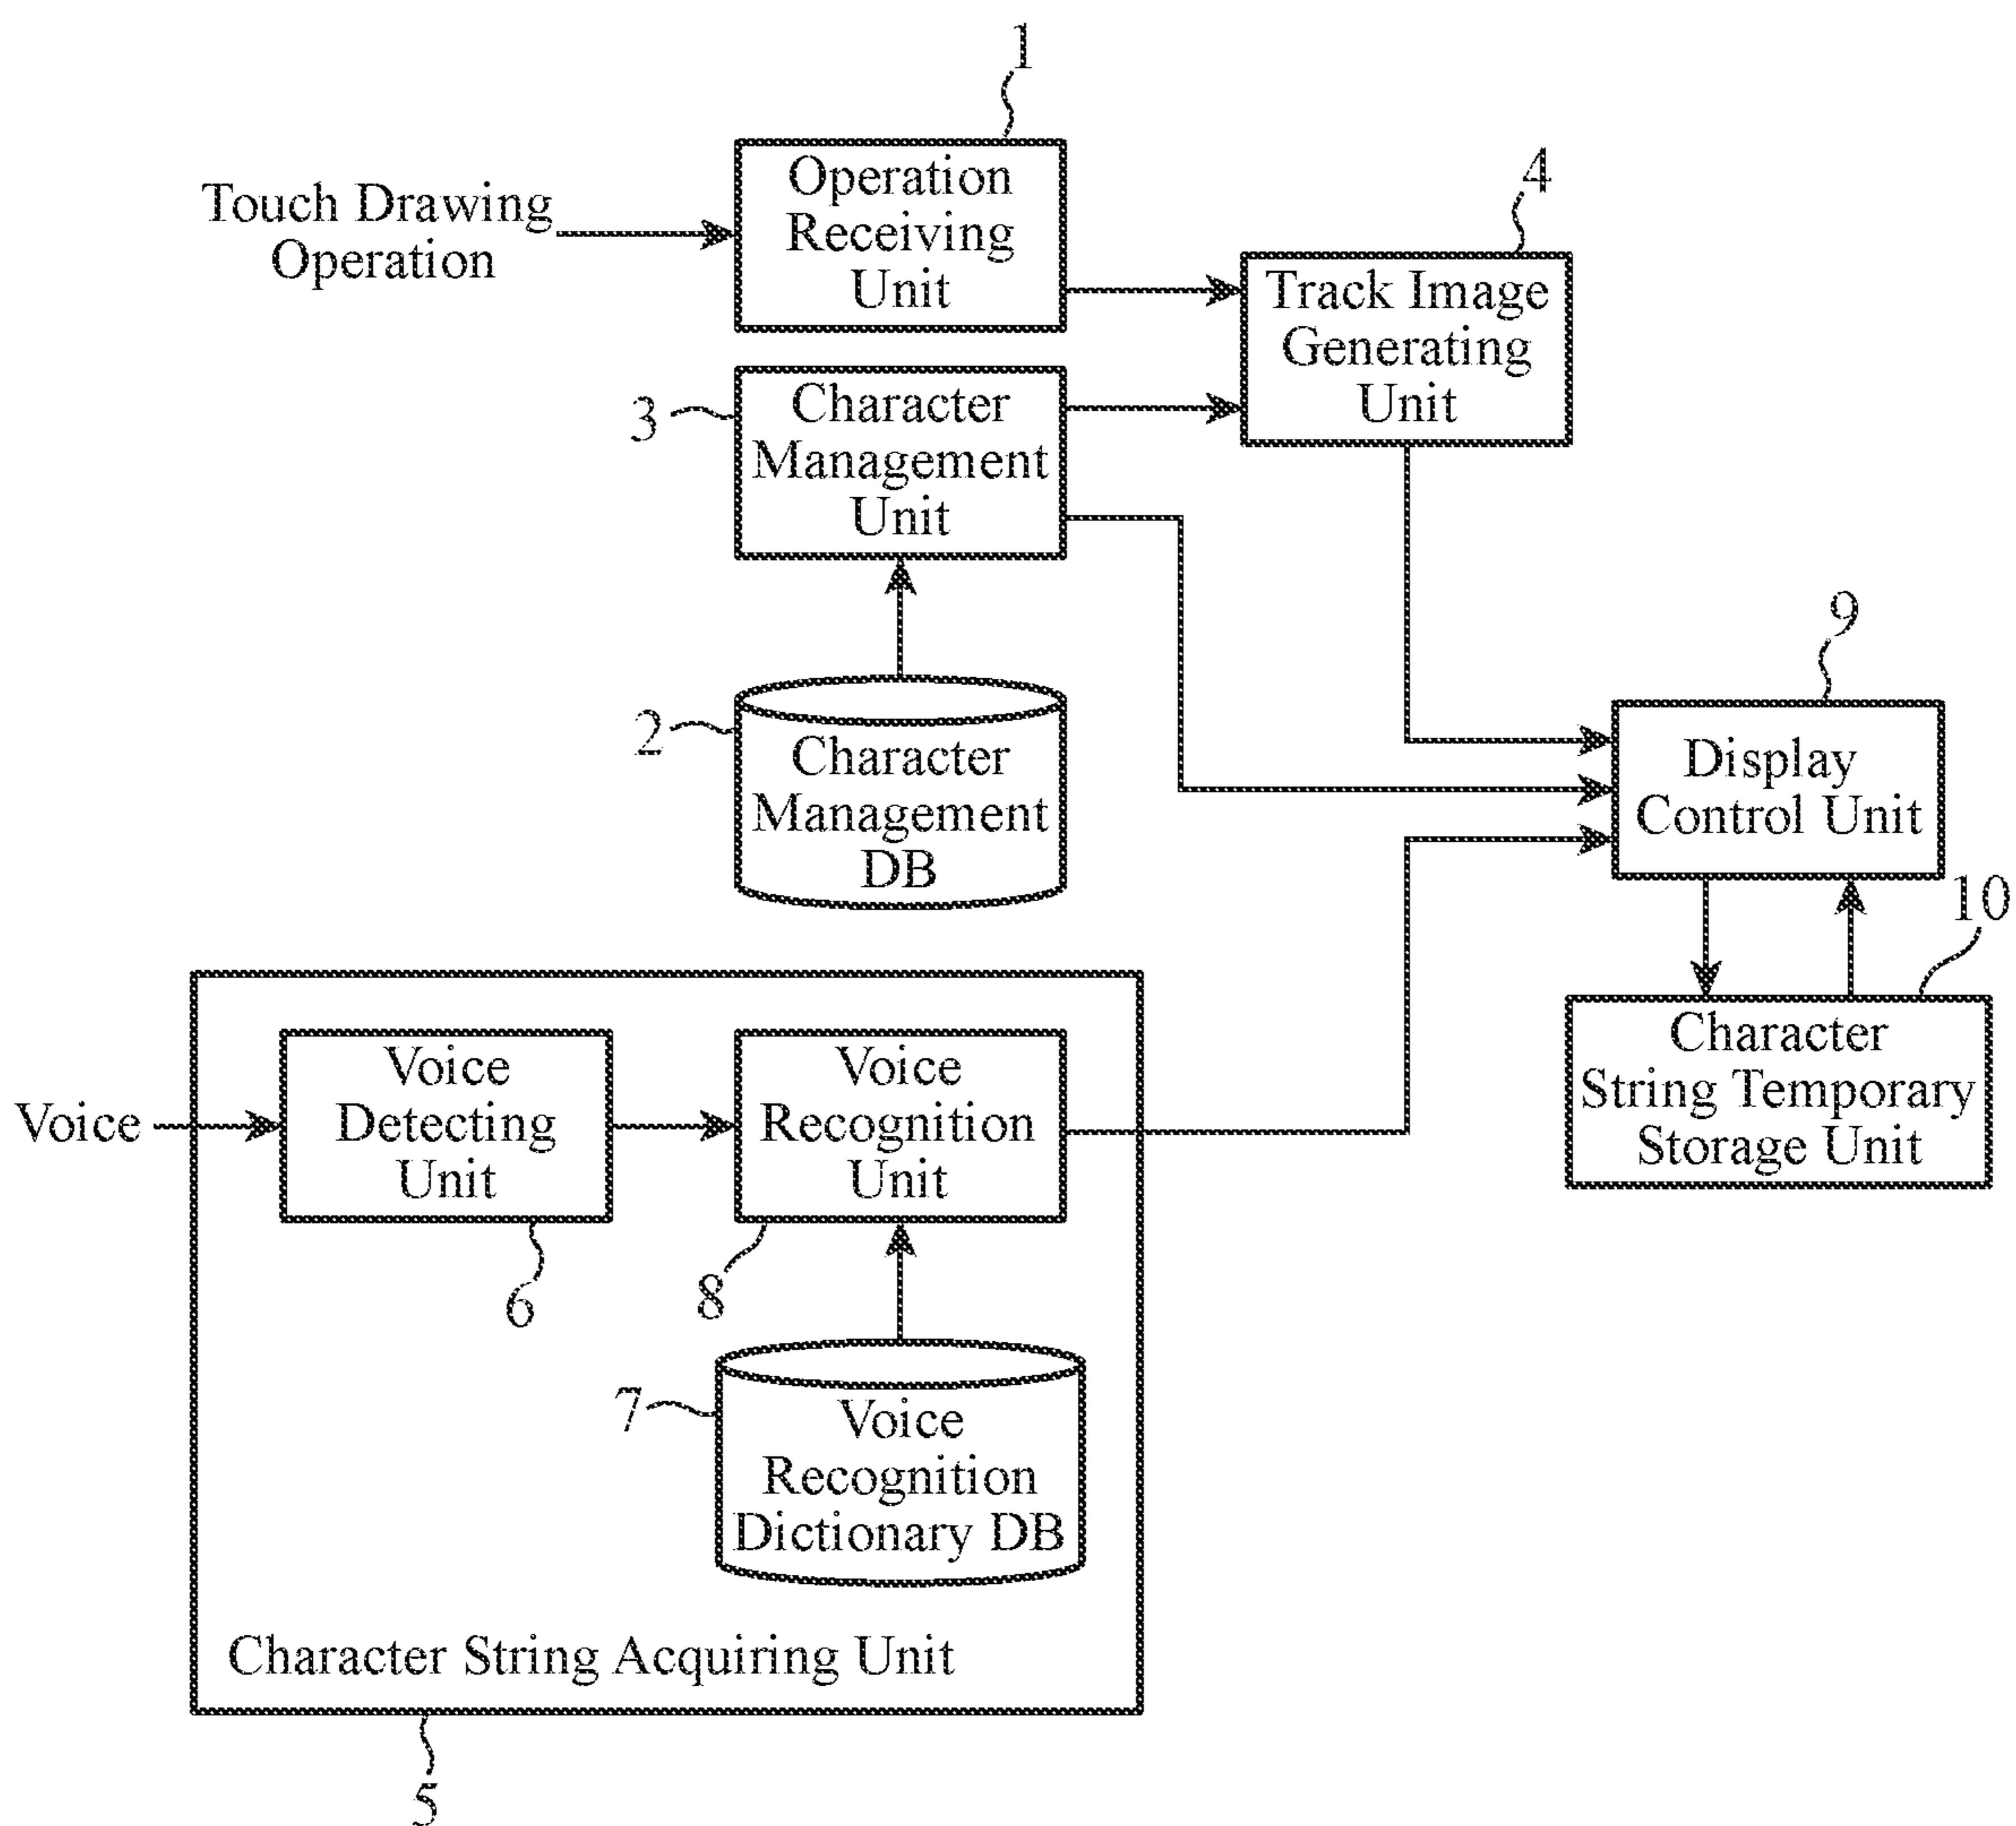 1
Operation
Receiving
Unit
Touch Drawing
Operation
4
Track Image
Generating
Unit
3
Character
Management
Unit
2
Character
Management
DB
9
Display
Control Unit
10
Character
String Temporary
Storage Unit
Voice
Voice
Detecting
Unit
6
Voice
Recognition
Unit
8
7
Voice
Recognition
Dictionary DB
Character String Acquiring Unit
5